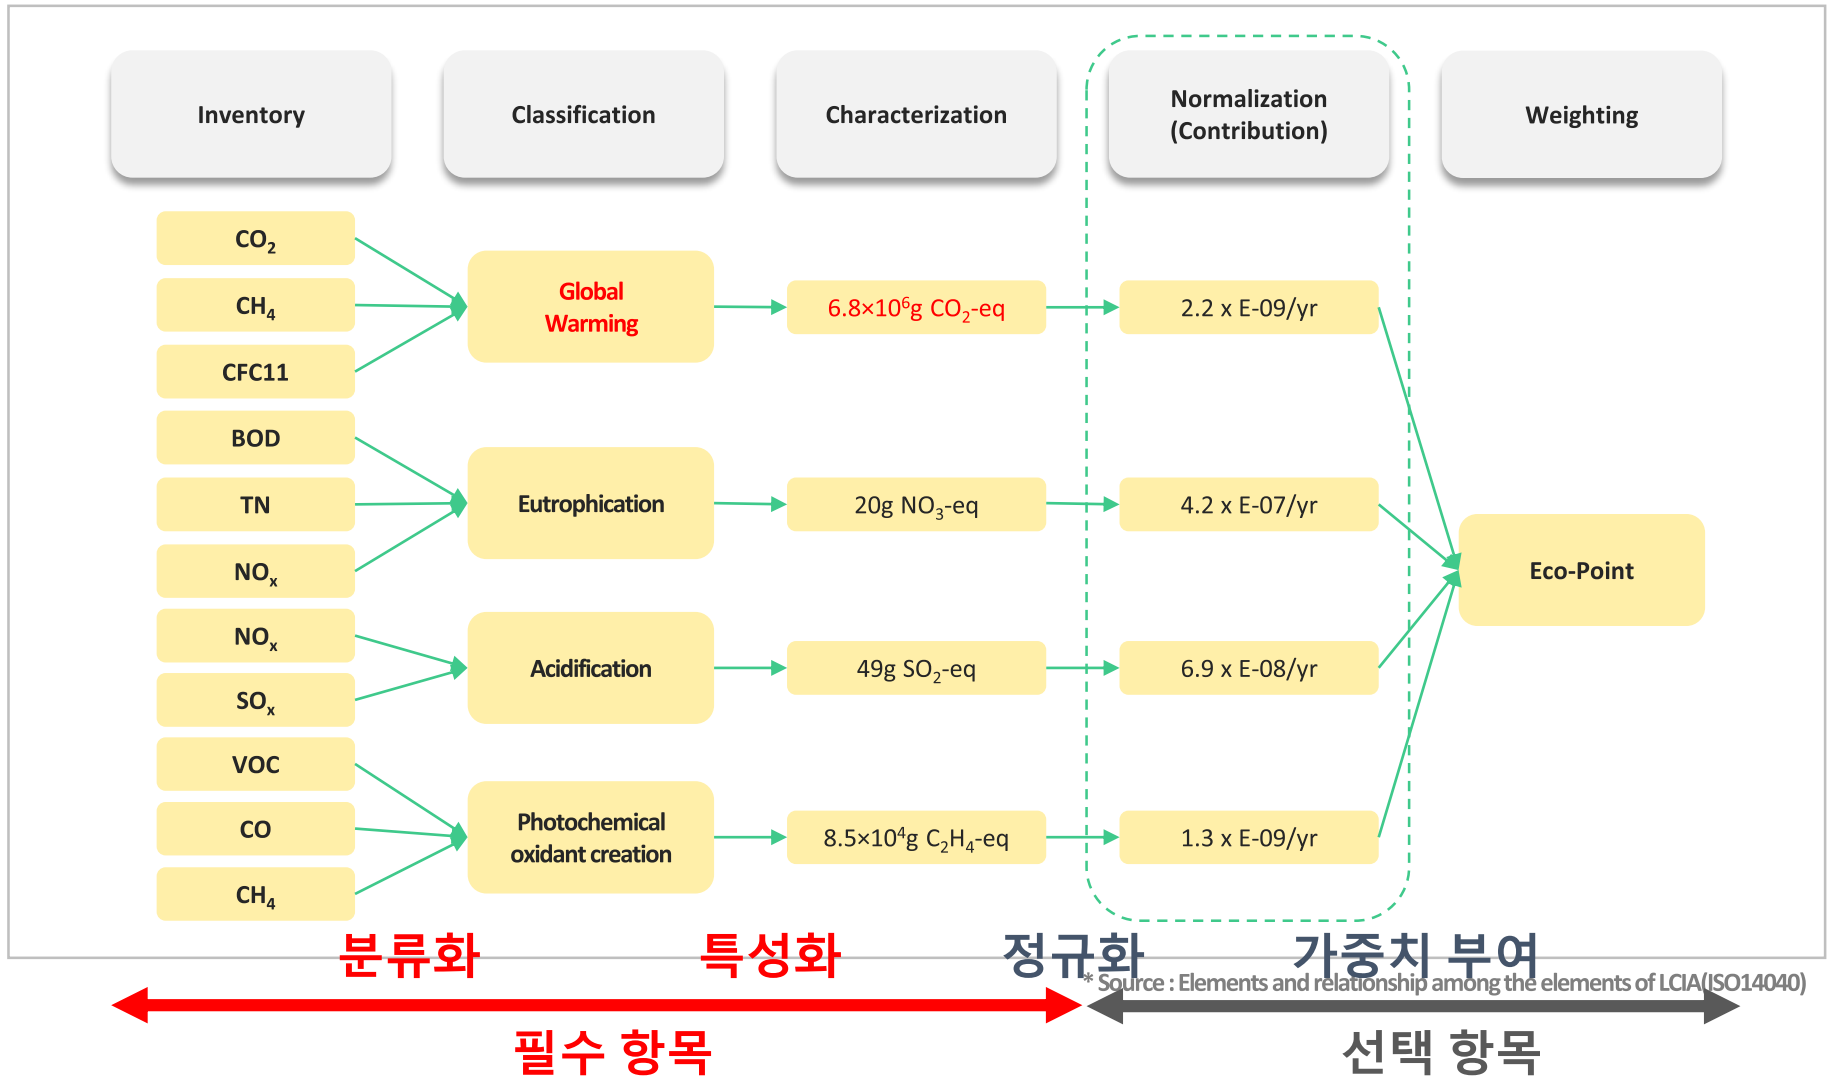 Inventory
Classification
Characterization
Normalization
(Contribution)
Weighting
CO₂
CH₄
CFC11
BOD
TN
NOₓ
NOₓ
SOₓ
VOC
CO
CH₄
Global
Warming
Eutrophication
Acidification
Photochemical
oxidant creation
6.8×10⁶g CO₂-eq
20g NO₃-eq
49g SO₂-eq
8.5×10⁴g C₂H₄-eq
2.2 x E-09/yr
4.2 x E-07/yr
6.9 x E-08/yr
1.3 x E-09/yr
Eco-Point
분류화
특성화
정규화
가중치 부여
* Source : Elements and relationship among the elements of LCIA(ISO14040)
필수 항목
선택 항목